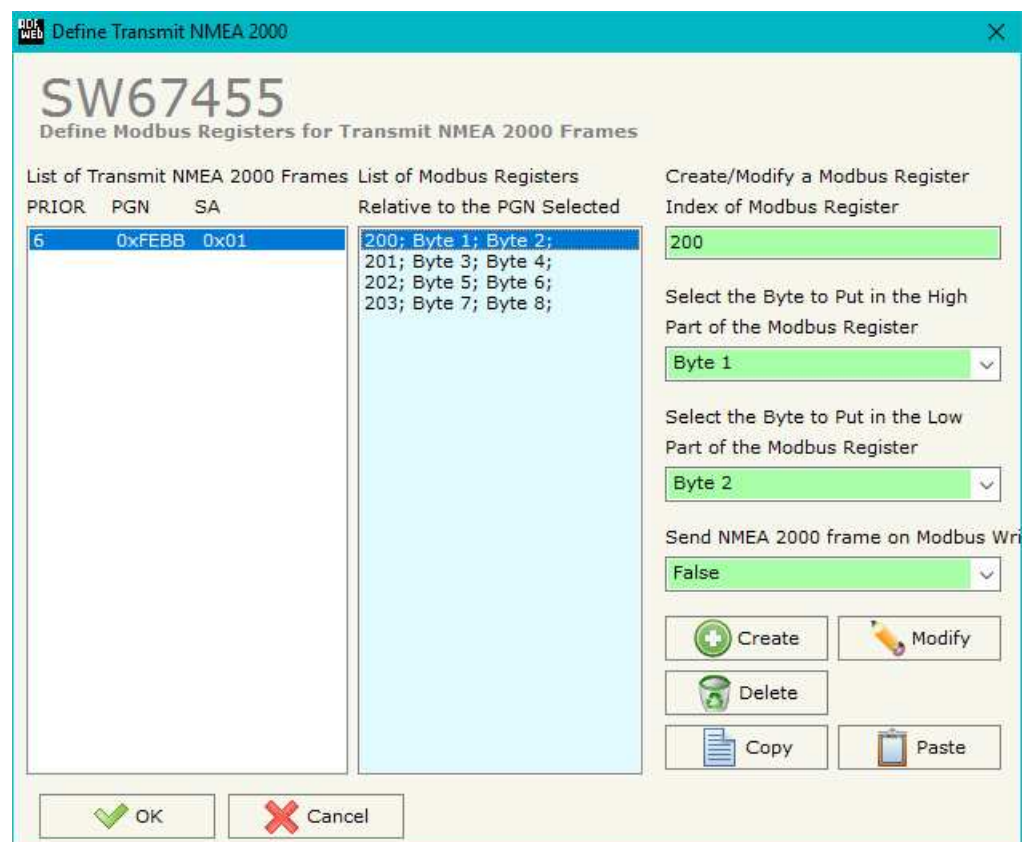 ADF
WEB
Define Transmit NMEA 2000
SW67455
Define Modbus Registers for Transmit NMEA 2000 Frames
List of Transmit NMEA 2000 Frames
PRIOR PGN SA
6 0xFEBB 0x01
List of Modbus Registers
Relative to the PGN Selected
200; Byte 1; Byte 2;
201; Byte 3; Byte 4;
202; Byte 5; Byte 6;
203; Byte 7; Byte 8;
Create/Modify a Modbus Register
Index of Modbus Register
200
Select the Byte to Put in the High
Part of the Modbus Register
Byte 1
Select the Byte to Put in the Low
Part of the Modbus Register
Byte 2
Send NMEA 2000 frame on Modbus Wri
False
Create
Modify
Delete
Copy
Paste
OK
Cancel